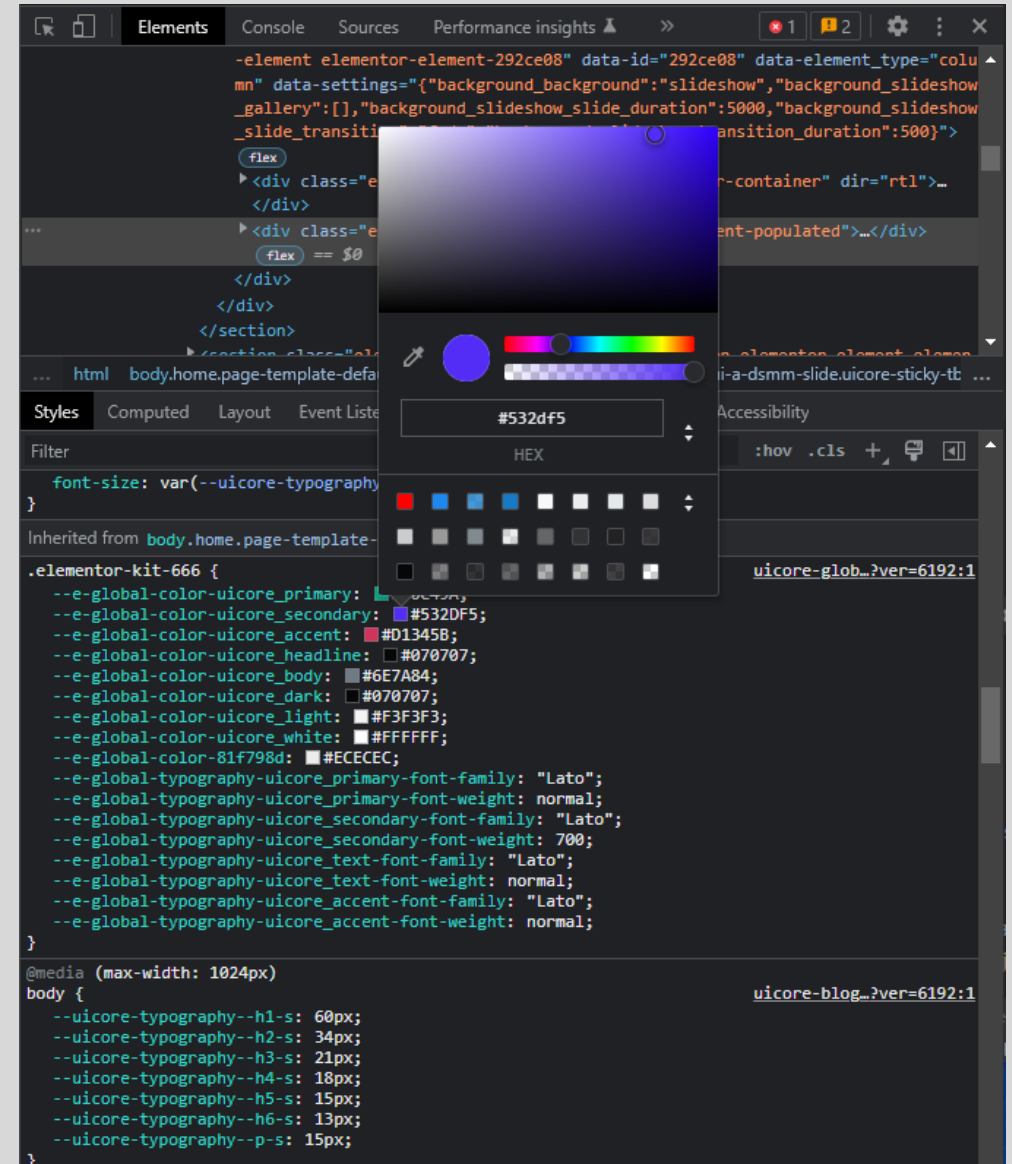 Elements Console Sources Performance insights » 1 2
-element elementor-element-292ce08" data-id="292ce08" data-element_type="colu
mn" data-settings="{"background_background":"slideshow","background_slideshow
_gallery":[],"background_slideshow_slide_duration":5000,"background_slideshow
_slide_transiti ansition_duration":500}">
flex
<div class="e r-container" dir="rtl">…
</div>
… <div class="e ent-populated">…</div>
flex == $0
</div>
</div>
</section>
… html body.home.page-template-defau i-a-dsmm-slide.uicore-sticky-tb …
#532df5
HEX
Styles Computed Layout Event Liste Accessibility
Filter :hov .cls +
font-size: var(--uicore-typography
}
Inherited from body.home.page-template-
.elementor-kit-666 { uicore-glob…?ver=6192:1
--e-global-color-uicore_primary:
--e-global-color-uicore_secondary: #532DF5;
--e-global-color-uicore_accent: #D1345B;
--e-global-color-uicore_headline: #070707;
--e-global-color-uicore_body: #6E7A84;
--e-global-color-uicore_dark: #070707;
--e-global-color-uicore_light: #F3F3F3;
--e-global-color-uicore_white: #FFFFFF;
--e-global-color-81f798d: #ECECEC;
--e-global-typography-uicore_primary-font-family: "Lato";
--e-global-typography-uicore_primary-font-weight: normal;
--e-global-typography-uicore_secondary-font-family: "Lato";
--e-global-typography-uicore_secondary-font-weight: 700;
--e-global-typography-uicore_text-font-family: "Lato";
--e-global-typography-uicore_text-font-weight: normal;
--e-global-typography-uicore_accent-font-family: "Lato";
--e-global-typography-uicore_accent-font-weight: normal;
}
@media (max-width: 1024px)
body { uicore-blog…?ver=6192:1
--uicore-typography--h1-s: 60px;
--uicore-typography--h2-s: 34px;
--uicore-typography--h3-s: 21px;
--uicore-typography--h4-s: 18px;
--uicore-typography--h5-s: 15px;
--uicore-typography--h6-s: 13px;
--uicore-typography--p-s: 15px;
}